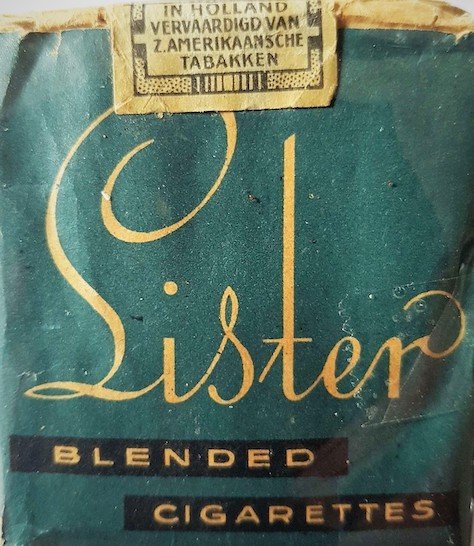 IN HOLLAND
VERVAARDIGD VAN
Z.AMERIKAANSCHE
TABAKKEN
Lister
BLENDED
CIGARETTES